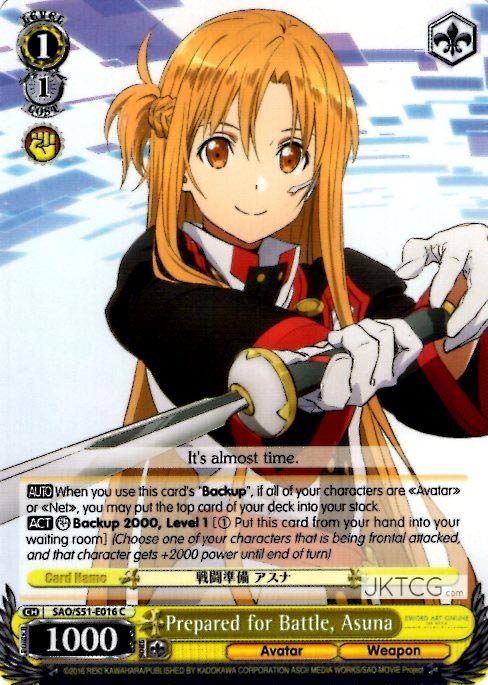 LEVEL
1
1
COST
It's almost time.
AUTO When you use this card's "Backup", if all of your characters are «Avatar»
or «Net», you may put the top card of your deck into your stock.
ACT Backup 2000, Level 1 [① Put this card from your hand into your
waiting room] (Choose one of your characters that is being frontal attacked,
and that character gets +2000 power until end of turn)
Card Name
戦闘準備 アスナ
JKTCG.com
CH SAO/S51-E016 C
POWER
1000
Prepared for Battle, Asuna
SWORD ART ONLINE
Avatar
Weapon
©2016 REKI KAWAHARA/PUBLISHED BY KADOKAWA CORPORATION ASCII MEDIA WORKS/SAO MOVIE Project